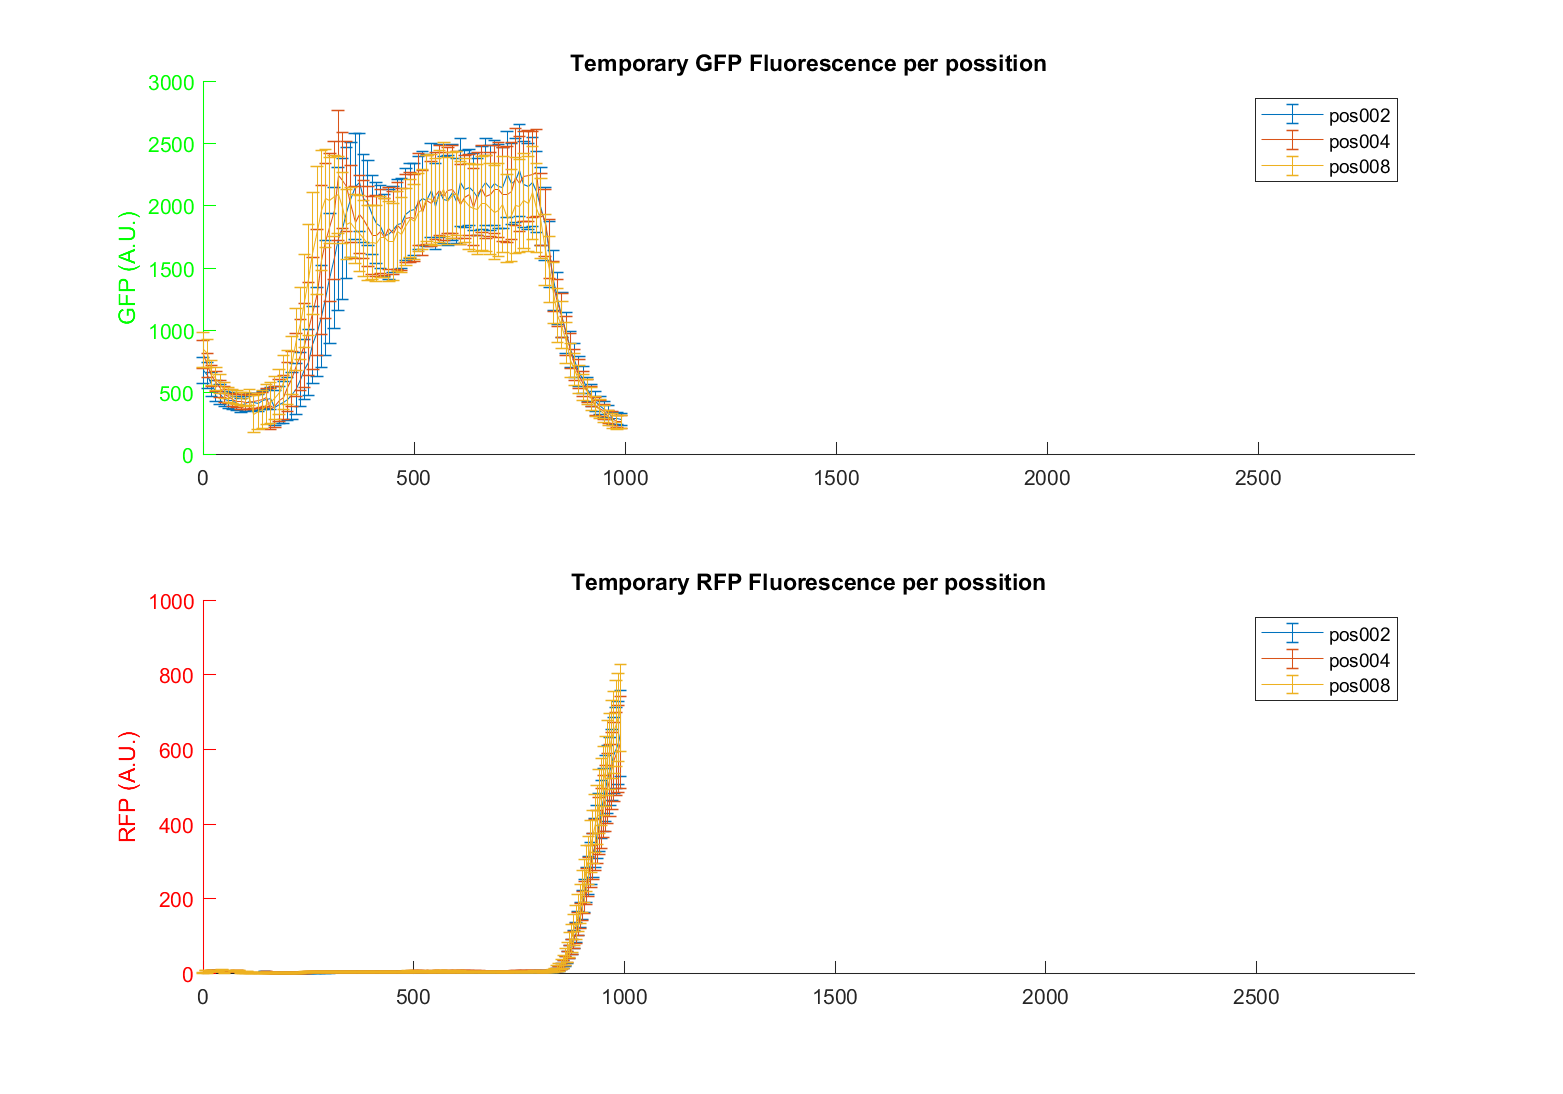 Temporary GFP Fluorescence per possition
3000
2500
2000
1500
1000
500
0
GFP (A.U.)
0 500 1000 1500 2000 2500
pos002
pos004
pos008
Temporary RFP Fluorescence per possition
1000
800
600
400
200
0
RFP (A.U.)
0 500 1000 1500 2000 2500
pos002
pos004
pos008